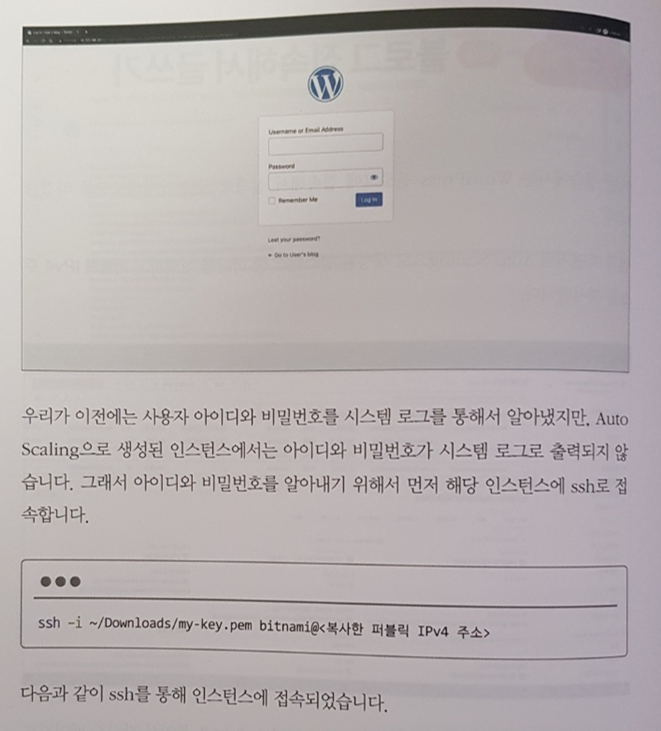 Username or Email Address
Password
Remember Me
Log In
Lost your password?
← Go to User's blog
우리가 이전에는 사용자 아이디와 비밀번호를 시스템 로그를 통해서 알아냈지만, Auto
Scaling으로 생성된 인스턴스에서는 아이디와 비밀번호가 시스템 로그로 출력되지 않
습니다. 그래서 아이디와 비밀번호를 알아내기 위해서 먼저 해당 인스턴스에 ssh로 접
속합니다.
ssh -i ~/Downloads/my-key.pem bitnami@<복사한 퍼블릭 IPv4 주소>
다음과 같이 ssh를 통해 인스턴스에 접속되었습니다.